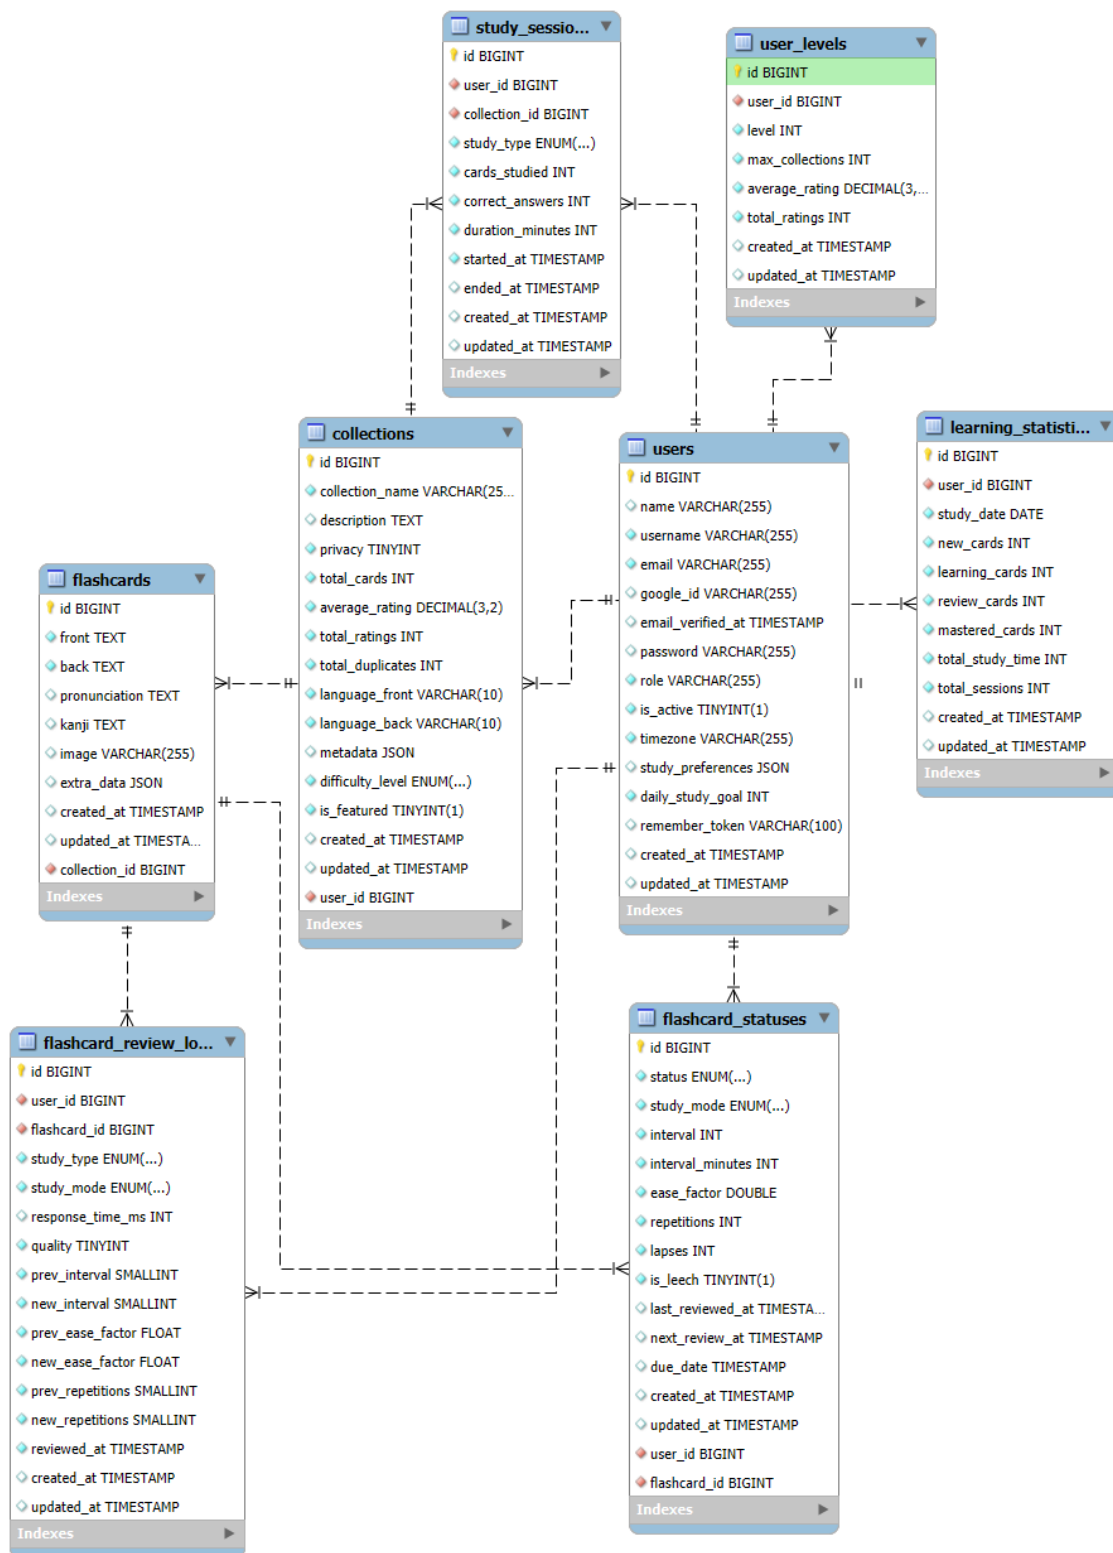 study_sessio...
id BIGINT
user_id BIGINT
collection_id BIGINT
study_type ENUM(...)
cards_studied INT
correct_answers INT
duration_minutes INT
started_at TIMESTAMP
ended_at TIMESTAMP
created_at TIMESTAMP
updated_at TIMESTAMP
Indexes
user_levels
id BIGINT
user_id BIGINT
level INT
max_collections INT
average_rating DECIMAL(3,...
total_ratings INT
created_at TIMESTAMP
updated_at TIMESTAMP
Indexes
collections
id BIGINT
collection_name VARCHAR(25...
description TEXT
privacy TINYINT
total_cards INT
average_rating DECIMAL(3,2)
total_ratings INT
total_duplicates INT
language_front VARCHAR(10)
language_back VARCHAR(10)
metadata JSON
difficulty_level ENUM(...)
is_featured TINYINT(1)
created_at TIMESTAMP
updated_at TIMESTAMP
user_id BIGINT
Indexes
users
id BIGINT
name VARCHAR(255)
username VARCHAR(255)
email VARCHAR(255)
google_id VARCHAR(255)
email_verified_at TIMESTAMP
password VARCHAR(255)
role VARCHAR(255)
is_active TINYINT(1)
timezone VARCHAR(255)
study_preferences JSON
daily_study_goal INT
remember_token VARCHAR(100)
created_at TIMESTAMP
updated_at TIMESTAMP
Indexes
learning_statisti...
id BIGINT
user_id BIGINT
study_date DATE
new_cards INT
learning_cards INT
review_cards INT
mastered_cards INT
total_study_time INT
total_sessions INT
created_at TIMESTAMP
updated_at TIMESTAMP
Indexes
flashcards
id BIGINT
front TEXT
back TEXT
pronunciation TEXT
kanji TEXT
image VARCHAR(255)
extra_data JSON
created_at TIMESTAMP
updated_at TIMESTA...
collection_id BIGINT
Indexes
flashcard_review_lo...
id BIGINT
user_id BIGINT
flashcard_id BIGINT
study_type ENUM(...)
study_mode ENUM(...)
response_time_ms INT
quality TINYINT
prev_interval SMALLINT
new_interval SMALLINT
prev_ease_factor FLOAT
new_ease_factor FLOAT
prev_repetitions SMALLINT
new_repetitions SMALLINT
reviewed_at TIMESTAMP
created_at TIMESTAMP
updated_at TIMESTAMP
Indexes
flashcard_statuses
id BIGINT
status ENUM(...)
study_mode ENUM(...)
interval INT
interval_minutes INT
ease_factor DOUBLE
repetitions INT
lapses INT
is_leech TINYINT(1)
last_reviewed_at TIMESTA...
next_review_at TIMESTAMP
due_date TIMESTAMP
created_at TIMESTAMP
updated_at TIMESTAMP
user_id BIGINT
flashcard_id BIGINT
Indexes